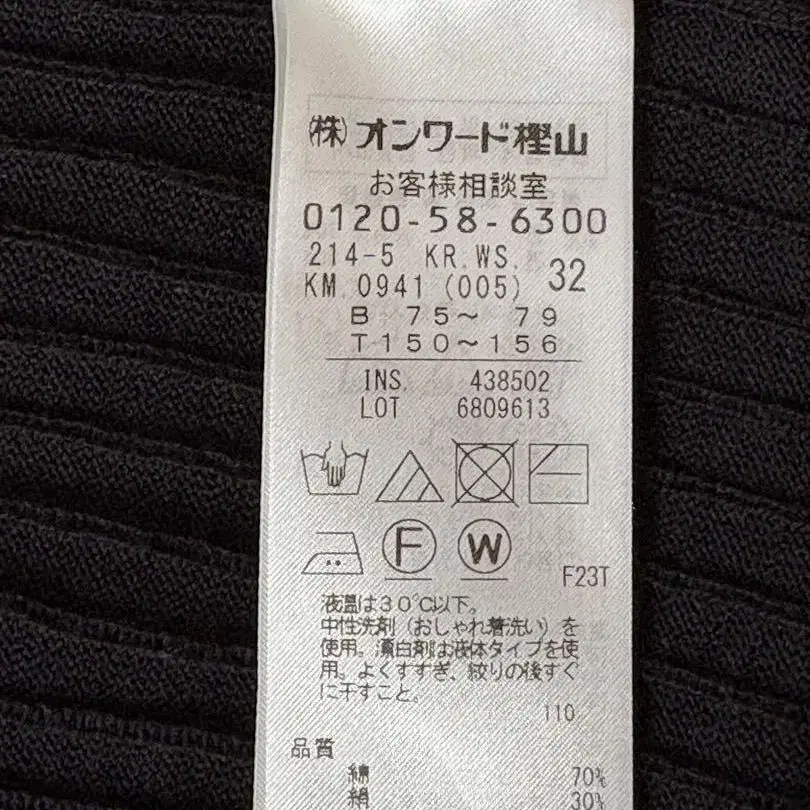 (株)オンワード樫山
お客様相談室
0120-58-6300
214-5 KR.WS. 32
KM.0941 (005)
B 75〜 79
T150〜156
INS. 438502
LOT 6809613
F W
F23T
液温は30℃以下。
中性洗剤(おしゃれ着洗い)を
使用。漂白剤は液体タイプを使
用。よくすすぎ、絞りの後すぐ
に干すこと。
110
品質
綿 70%
絹 30%